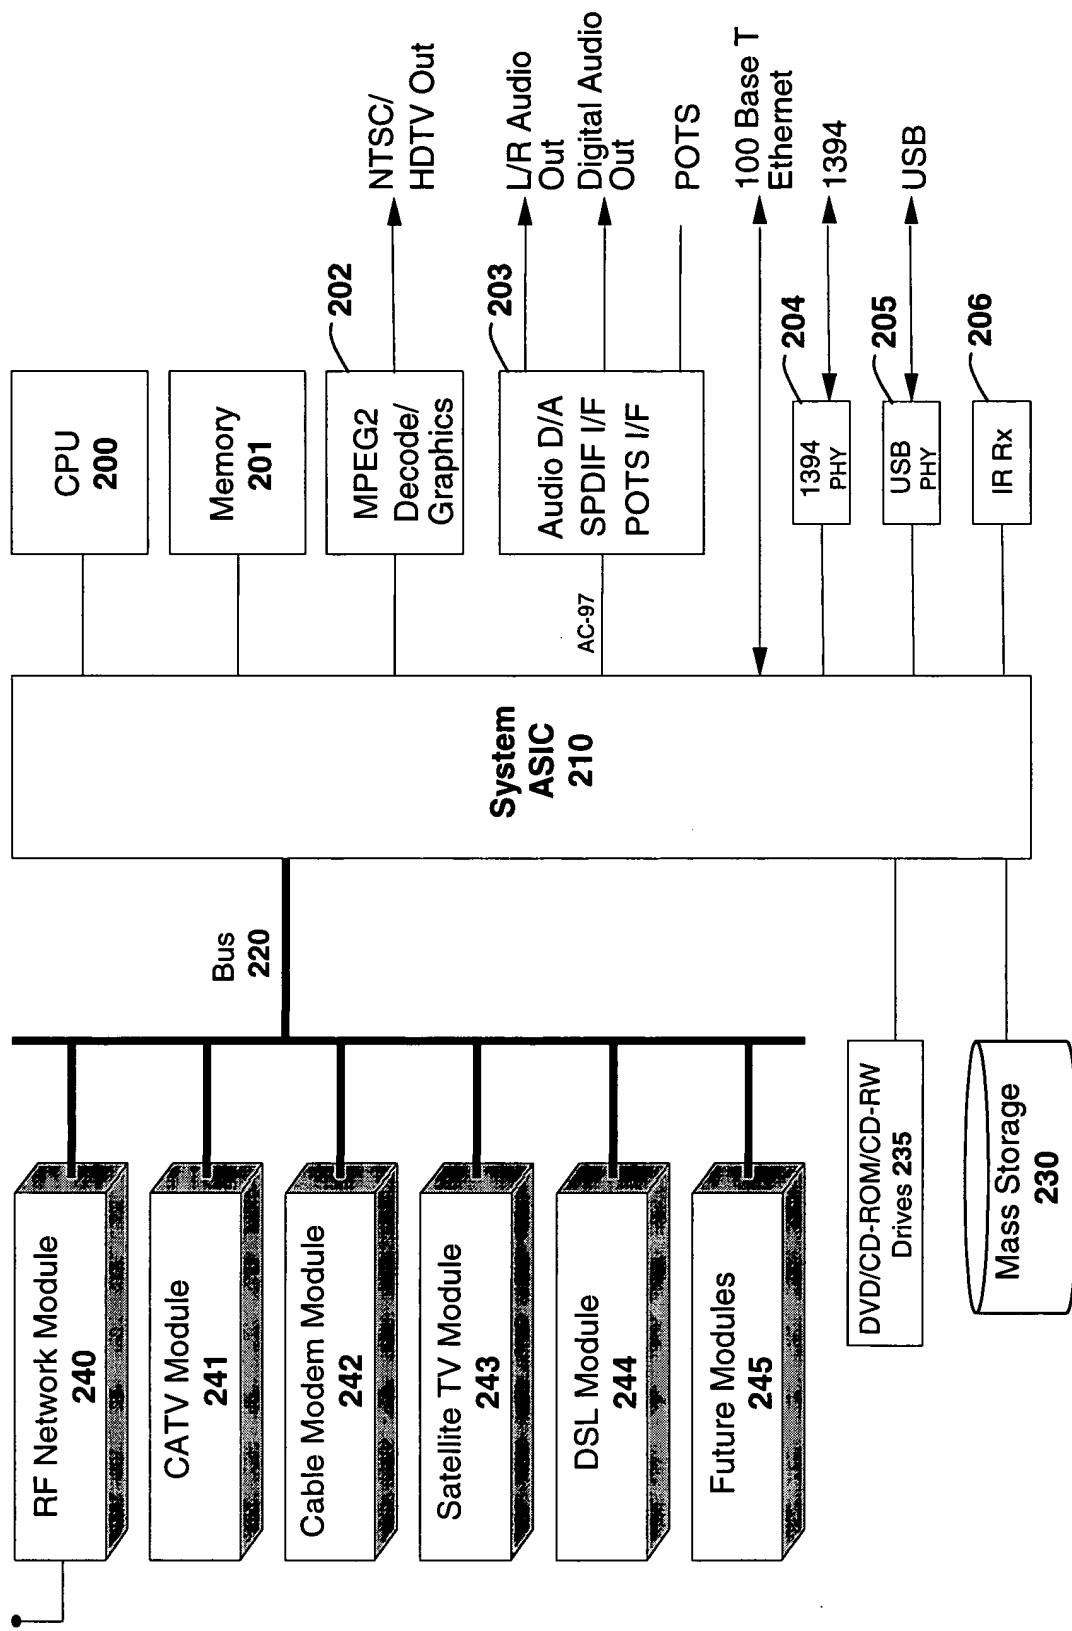 RF Network Module
240
CATV Module
241
Cable Modem Module
242
Satellite TV Module
243
DSL Module
244
Future Modules
245
DVD/CD-ROM/CD-RW
Drives 235
Mass Storage
230
Bus
220
System
ASIC
210
AC-97
CPU
200
Memory
201
MPEG2
Decode/
Graphics
202
Audio D/A
SPDIF I/F
POTS I/F
203
1394
PHY
204
USB
PHY
205
IR Rx
206
NTSC/
HDTV Out
L/R Audio
Out
Digital Audio
Out
POTS
100 Base T
Ethernet
1394
USB